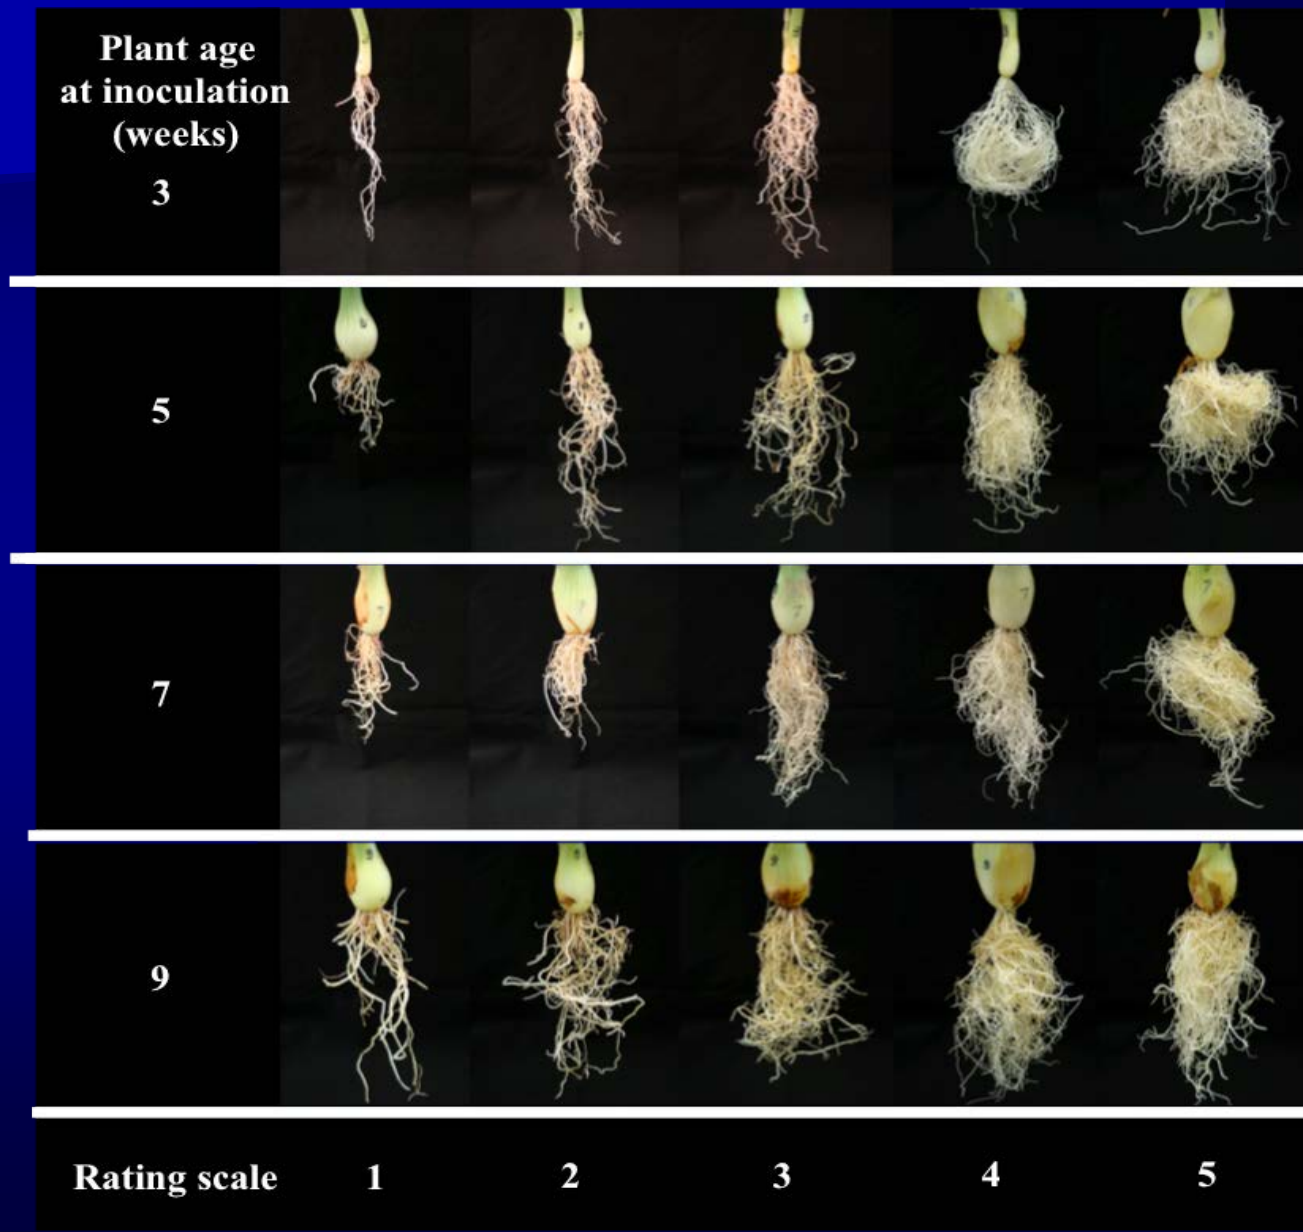 Plant age
at inoculation
(weeks)
3
5
7
9
Rating scale 1 2 3 4 5